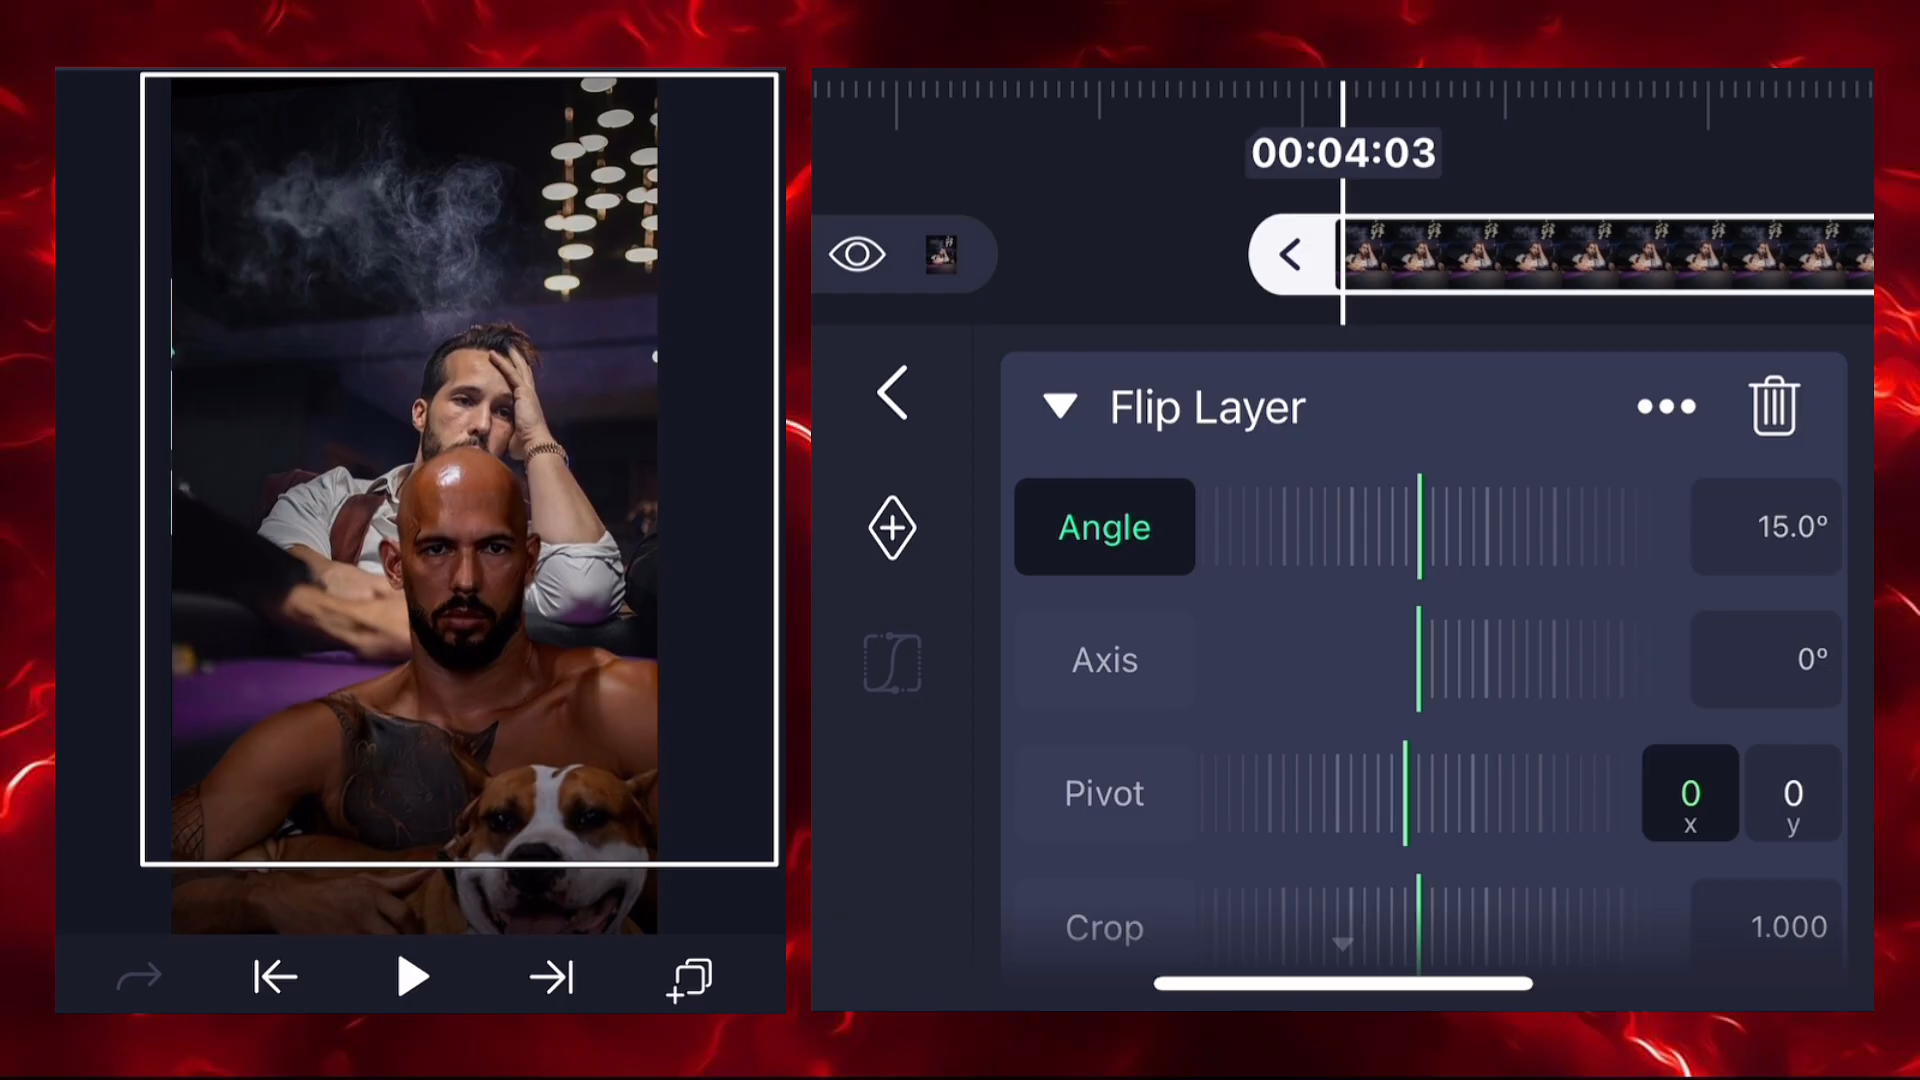 00:04:03
Flip Layer
Angle
15.0°
Axis
0°
Pivot
0
x
0
y
Crop
1.000